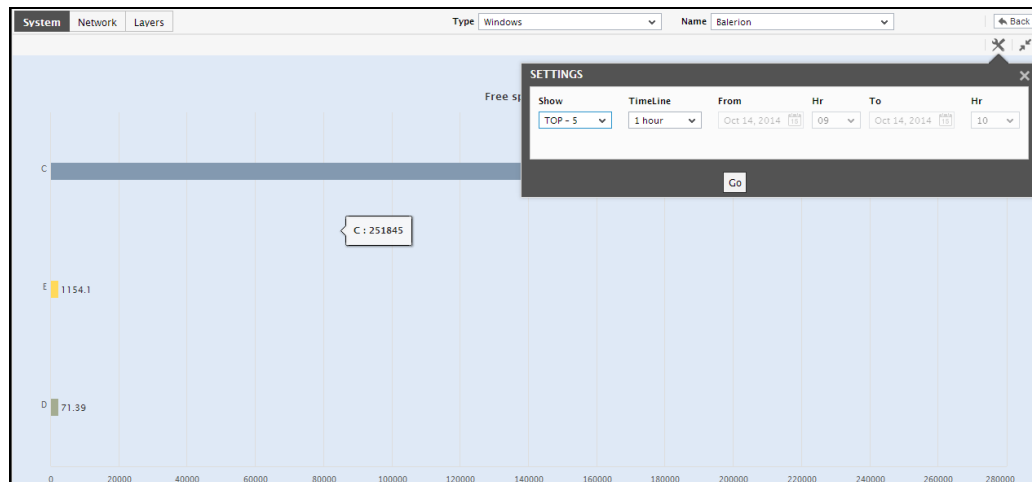 System Network Layers Type Windows Name Balerion Back
SETTINGS
Free
Show TimeLine From Hr To Hr
TOP - 5 1 hour Oct 14, 2014 09 Oct 14, 2014 10
Go
C
C : 251845
E 1154.1
D 71.39
0 20000 40000 60000 80000 100000 120000 140000 160000 180000 200000 220000 240000 260000 280000